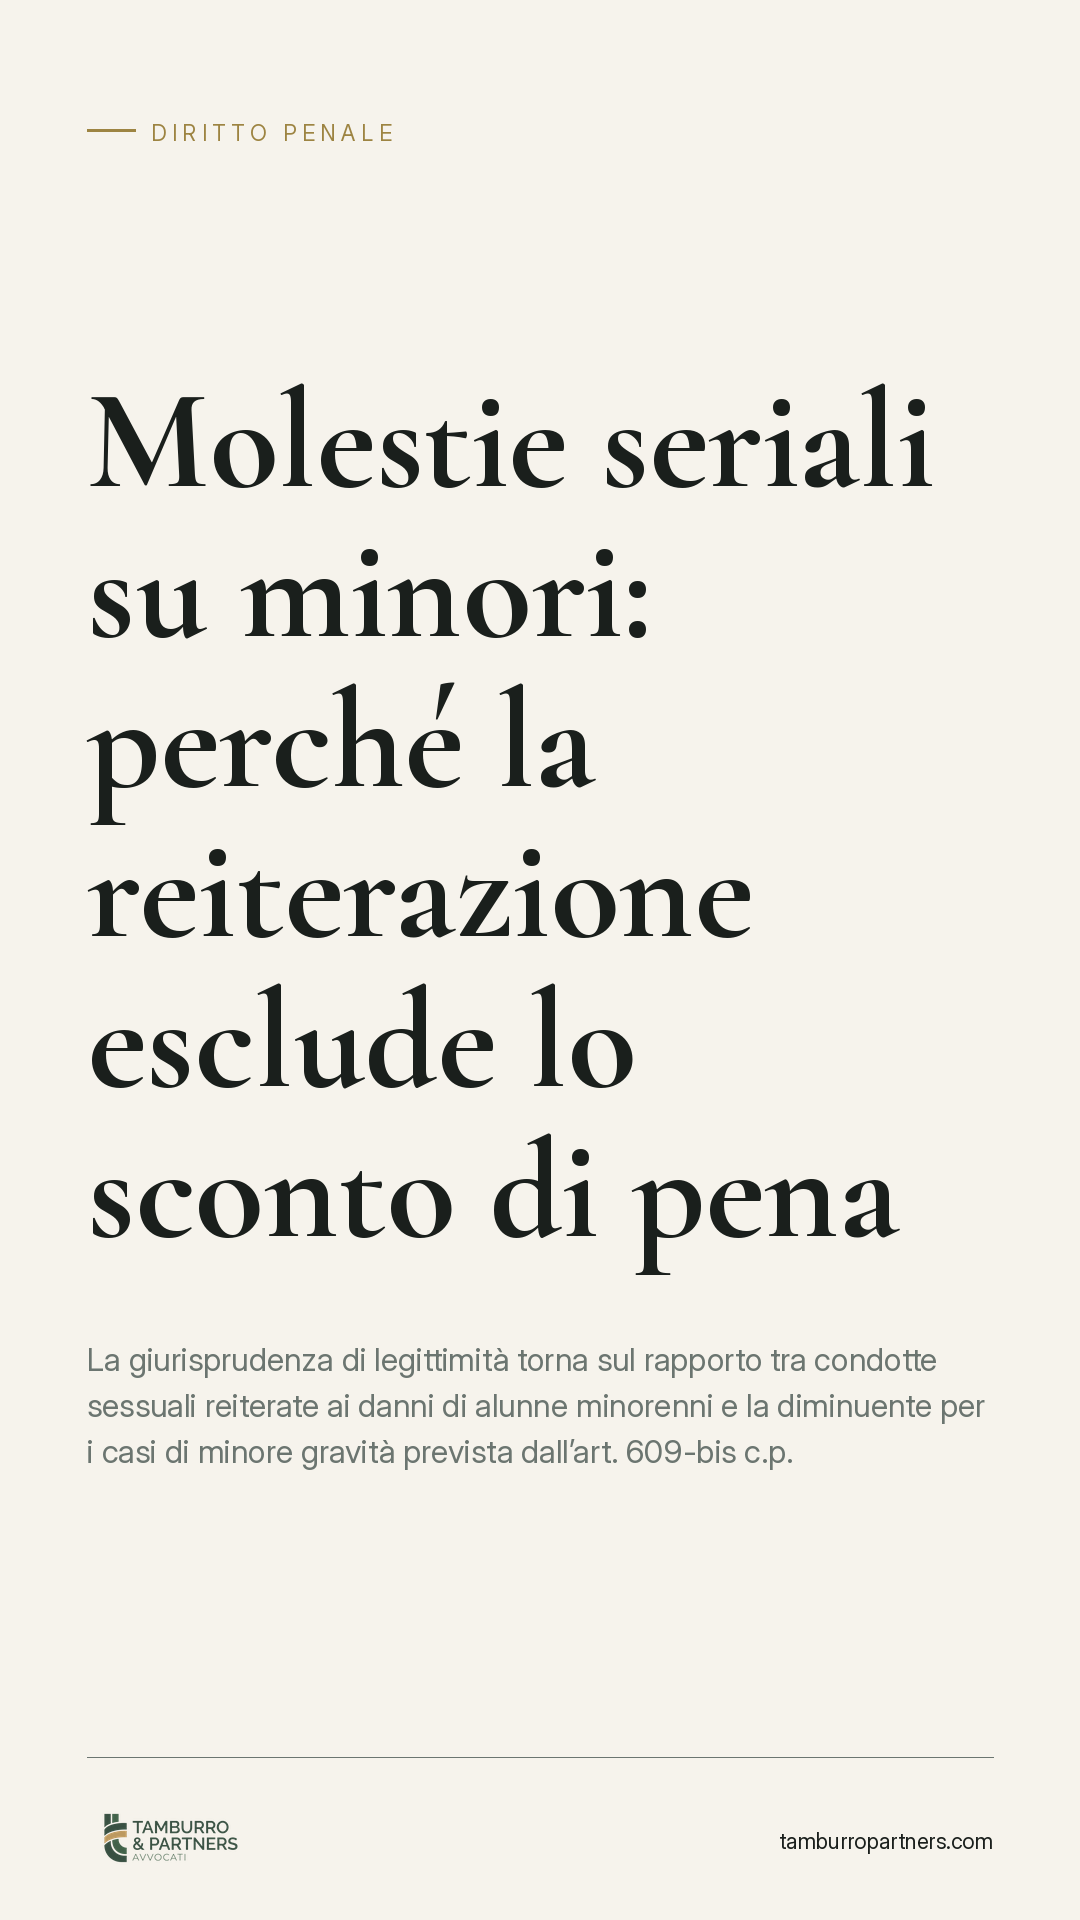 DIRITTO PENALE
Molestie seriali
su minori:
perché la
reiterazione
esclude lo
sconto di pena
La giurisprudenza di legittimità torna sul rapporto tra condotte
sessuali reiterate ai danni di alunne minorenni e la diminuente per
i casi di minore gravità prevista dall’art. 609-bis c.p.
TAMBURRO
& PARTNERS
AVVOCATI
tamburropartners.com